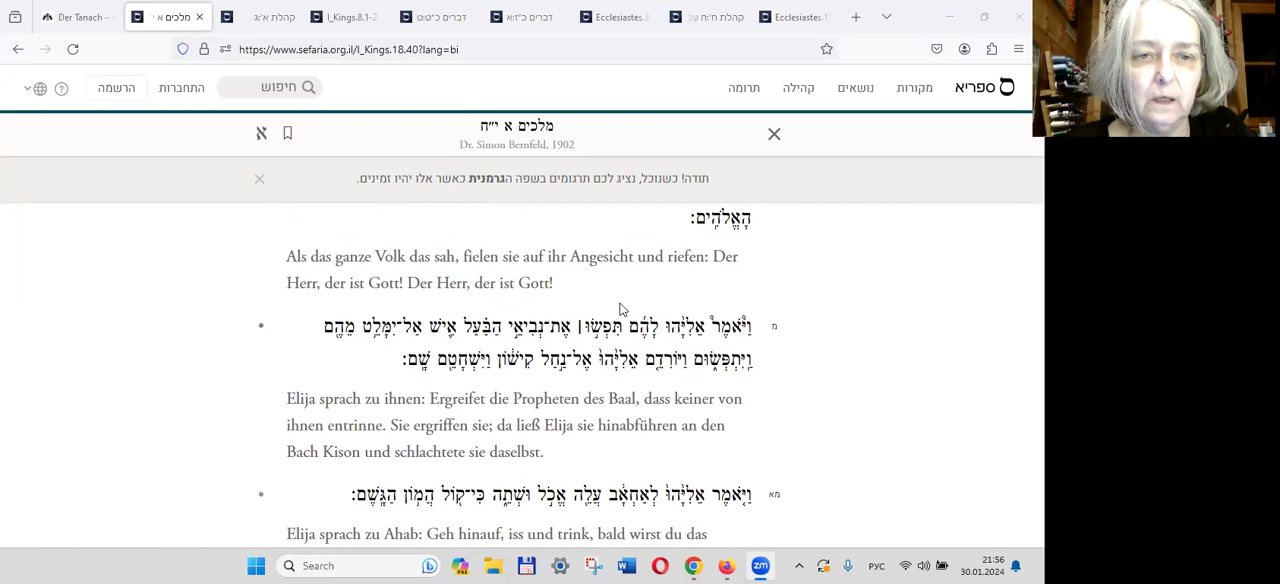 Der Tanach –
מלכים א י״
קהלת א׳:ג
I_Kings.8.1-2
דברים כ״ט:ט
דברים כ״ז:א
Ecclesiastes.3.
קהלת ח׳:ח עם
Ecclesiastes.1
https://www.sefaria.org.il/I_Kings.18.40?lang=bi
ספריא
מקורות
נושאים
קהילה
תרומה
חיפוש
התחברות
הרשמה
מלכים א י״ח
Dr. Simon Bernfeld, 1902
תודה! כשנוכל, נציג לכם תרגומים בשפה הגרמנית כאשר אלו יהיו זמינים.
הָאֱלֹהִֽים׃
Als das ganze Volk das sah, fielen sie auf ihr Angesicht und riefen: Der
Herr, der ist Gott! Der Herr, der ist Gott!
מ
וַיֹּ֩אמֶר֩ אֵלִיָּ֨הוּ לָהֶ֜ם תִּפְשׂ֣וּ ׀ אֶת־נְבִיאֵ֣י הַבַּ֗עַל אִ֛ישׁ אַל־יִמָּלֵ֥ט מֵהֶ֖ם
וַֽיִּתְפְּשׂ֑וּם וַיּוֹרִדֵ֤ם אֵלִיָּ֙הוּ֙ אֶל־נַ֣חַל קִישׁ֔וֹן וַיִּשְׁחָטֵ֖ם שָֽׁם׃
Elija sprach zu ihnen: Ergreifet die Propheten des Baal, dass keiner von
ihnen entrinne. Sie ergriffen sie; da ließ Elija sie hinabführen an den
Bach Kison und schlachtete sie daselbst.
מא
וַיֹּ֤אמֶר אֵלִיָּ֙הוּ֙ לְאַחְאָ֔ב עֲלֵ֖ה אֱכֹ֣ל וּשְׁתֵ֑ה כִּי־ק֖וֹל הֲמ֥וֹן הַגָּֽשֶׁם׃
Elija sprach zu Ahab: Geh hinauf, iss und trink, bald wirst du das
Search
РУС
21:56
30.01.2024